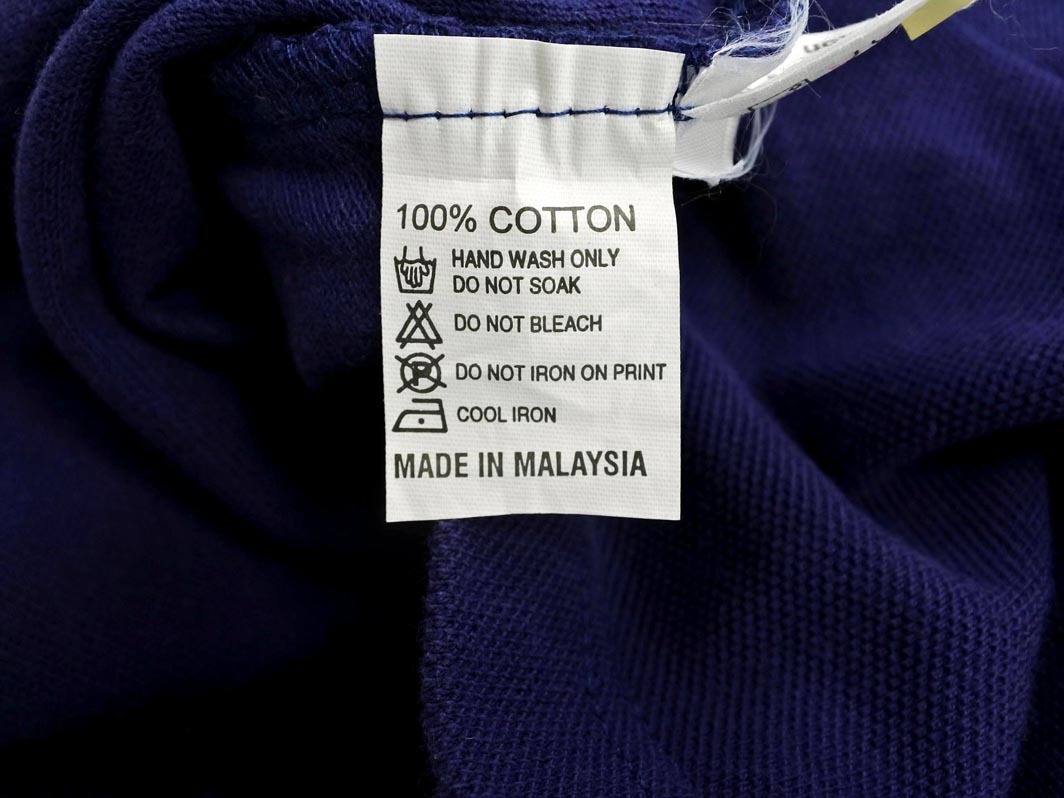 100% COTTON
HAND WASH ONLY
DO NOT SOAK
DO NOT BLEACH
P
DO NOT IRON ON PRINT
COOL IRON
MADE IN MALAYSIA